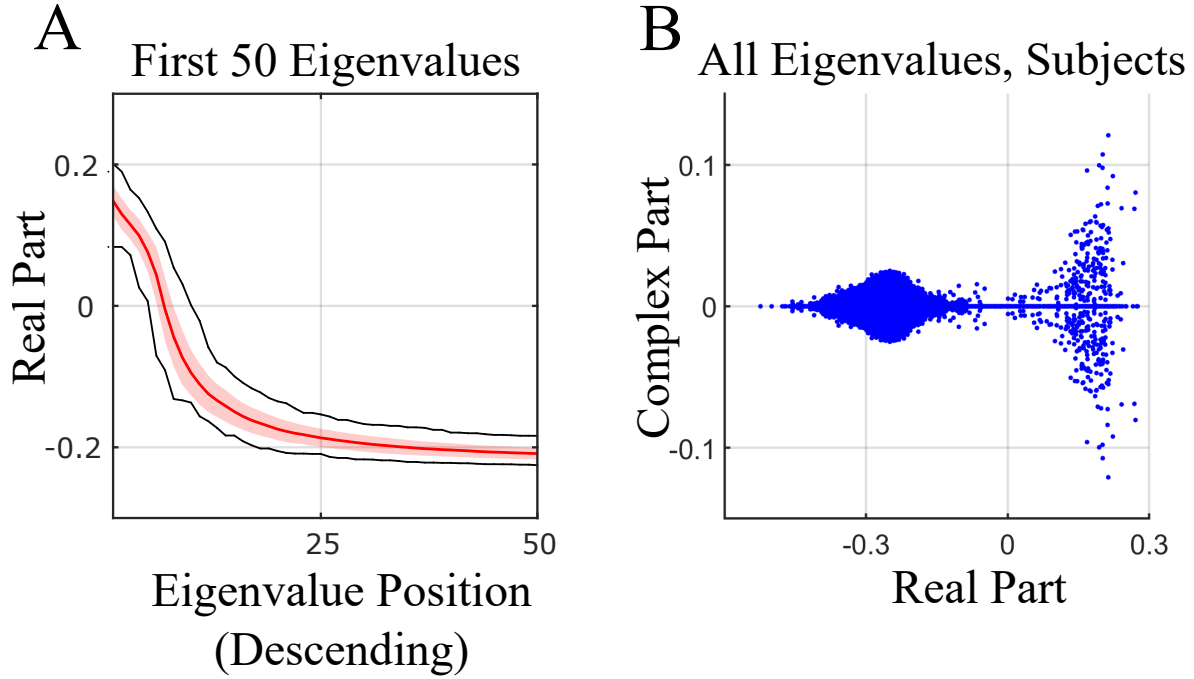 A
First 50 Eigenvalues
Real Part
0.2
0
-0.2
25
50
Eigenvalue Position
(Descending)
B
All Eigenvalues, Subjects
Complex Part
0.1
0
-0.1
-0.3
0
0.3
Real Part